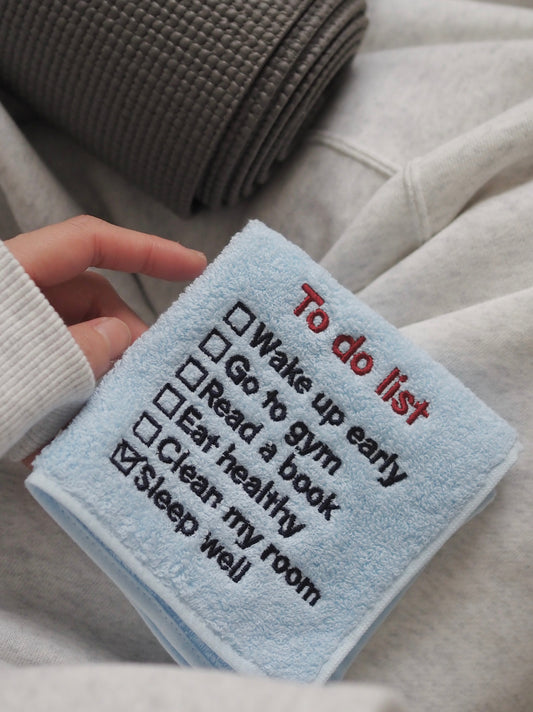 To do list
Wake up early
Go to gym
Read a book
Eat healthy
Clean my room
Sleep well